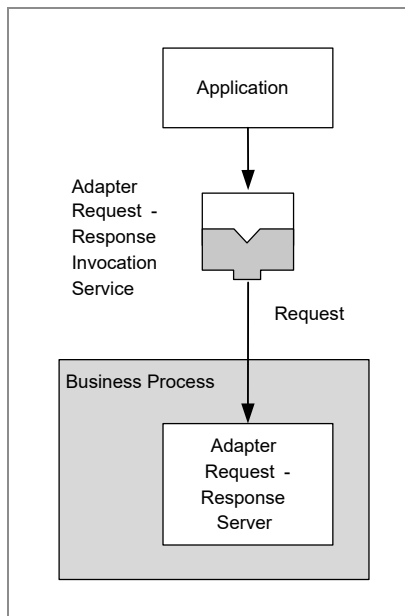 Application
Adapter
Request -
Response
Invocation
Service
Request
Business Process
Adapter
Request -
Response
Server